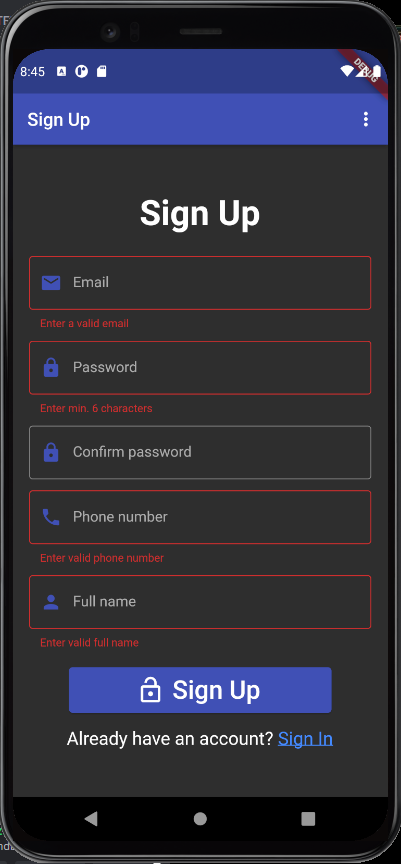 8:45
DEBUG
Sign Up
Sign Up
Email
Enter a valid email
Password
Enter min. 6 characters
Confirm password
Phone number
Enter valid phone number
Full name
Enter valid full name
Sign Up
Already have an account? Sign In